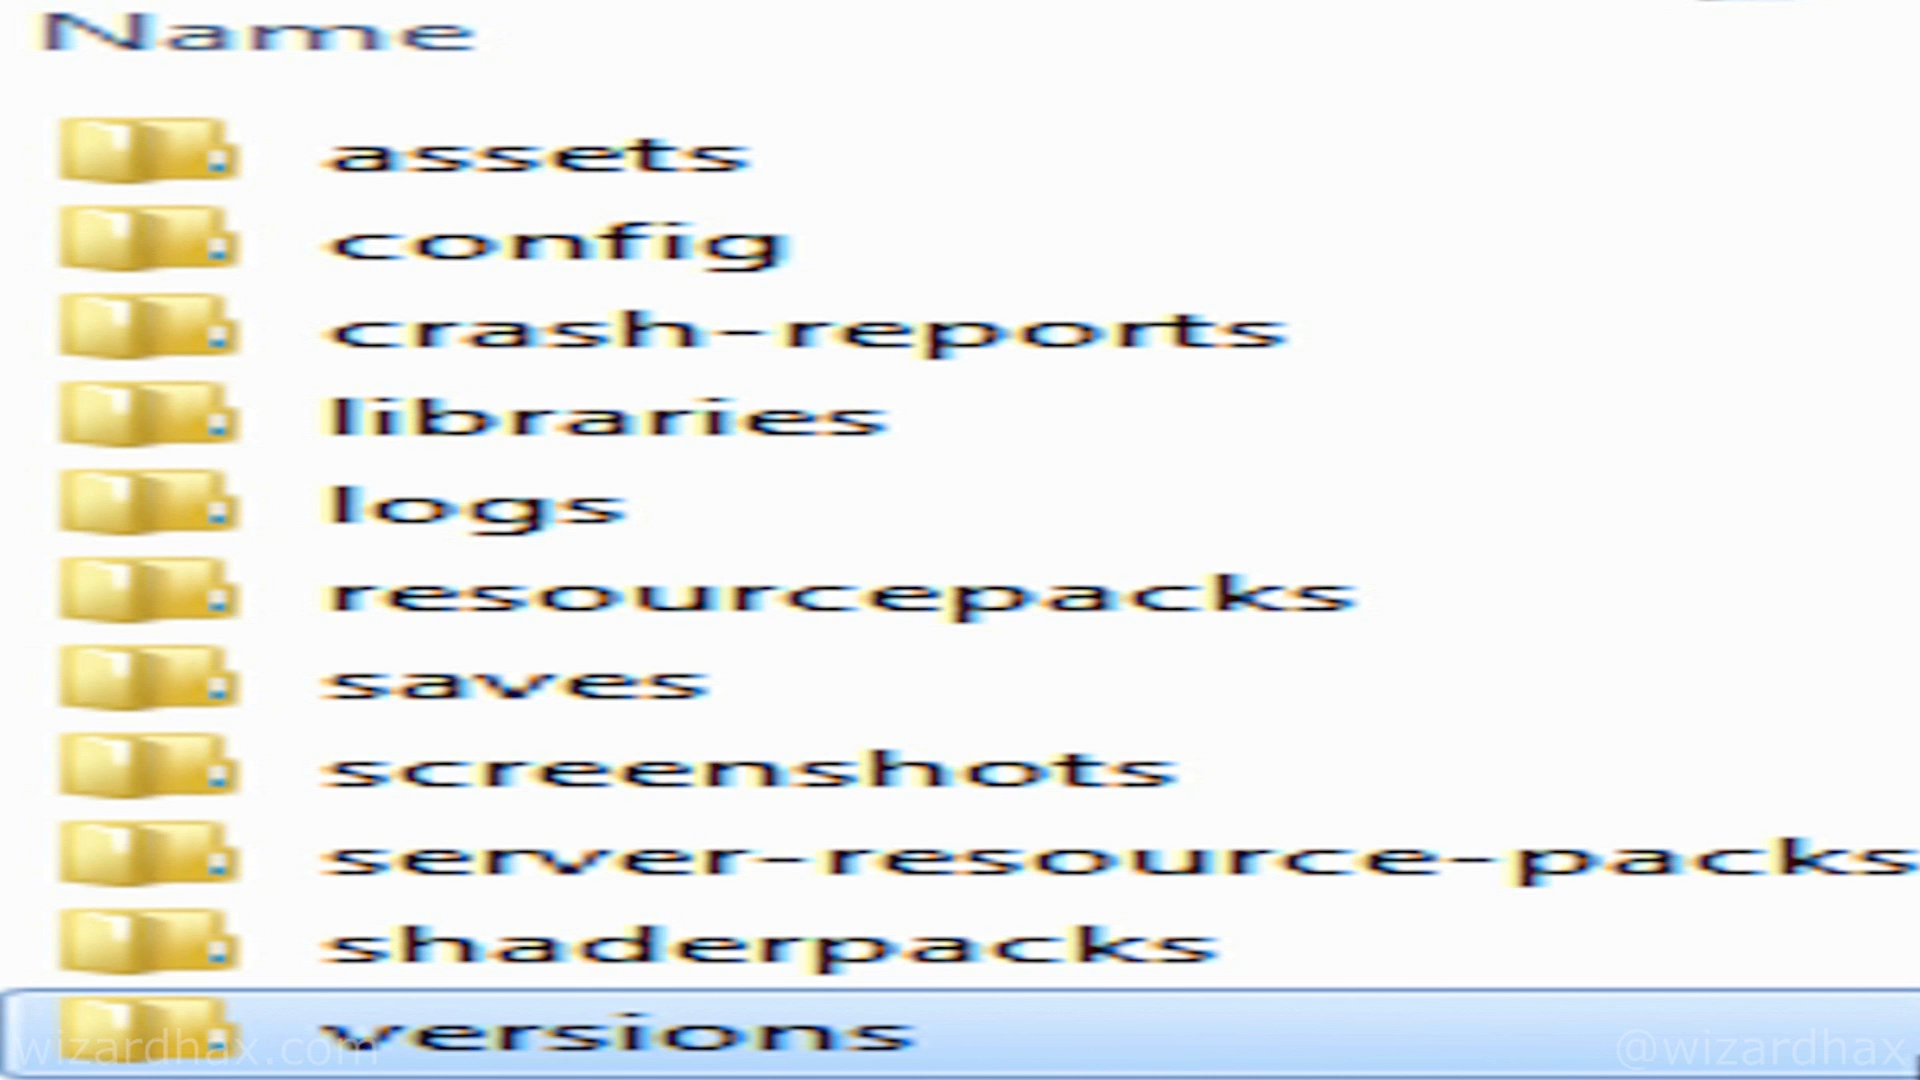 Name
assets
config
crash-reports
libraries
logs
resourcepacks
saves
screenshots
server-resource-packs
shaderpacks
versions
wizardhax.com
@wizardhax